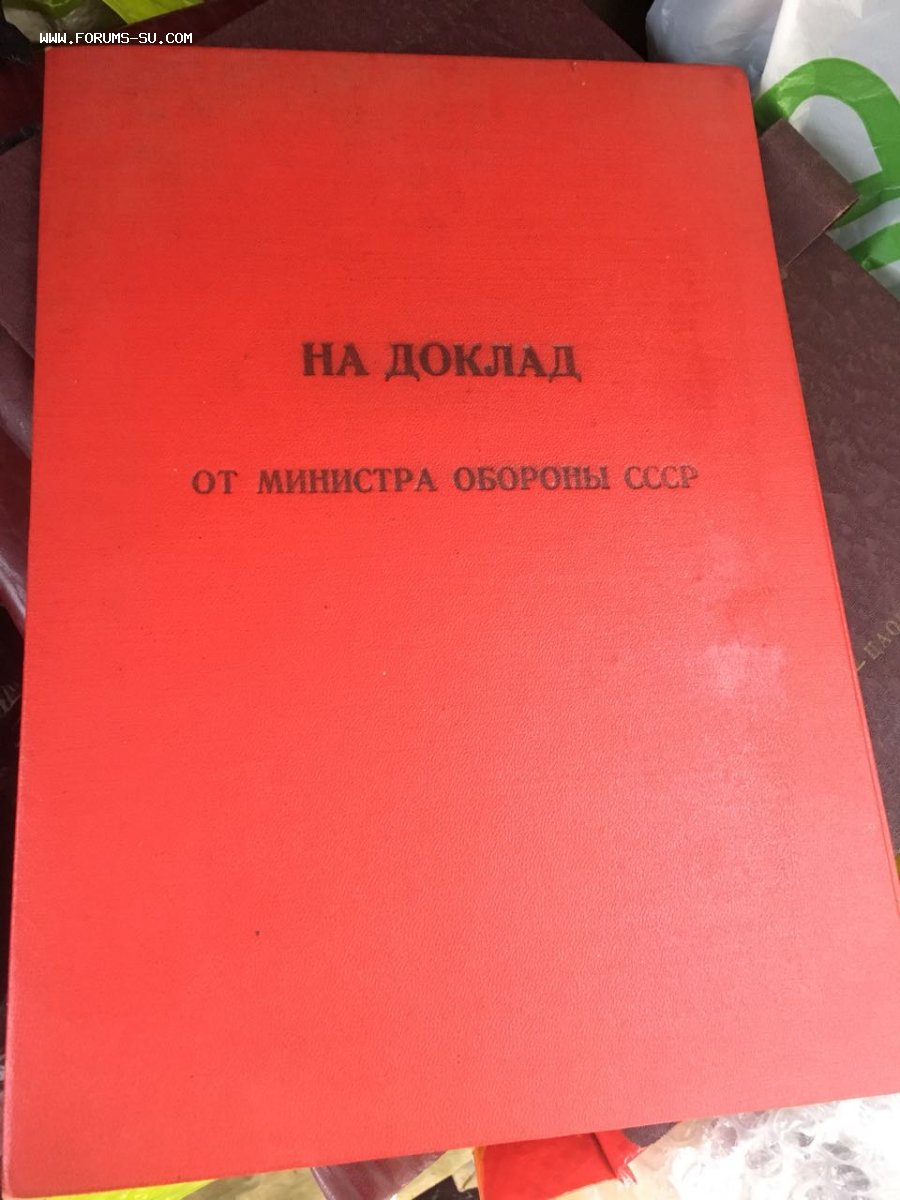 WWW.FORUMS-SU.COM
НА ДОКЛАД
ОТ МИНИСТРА ОБОРОНЫ СССР